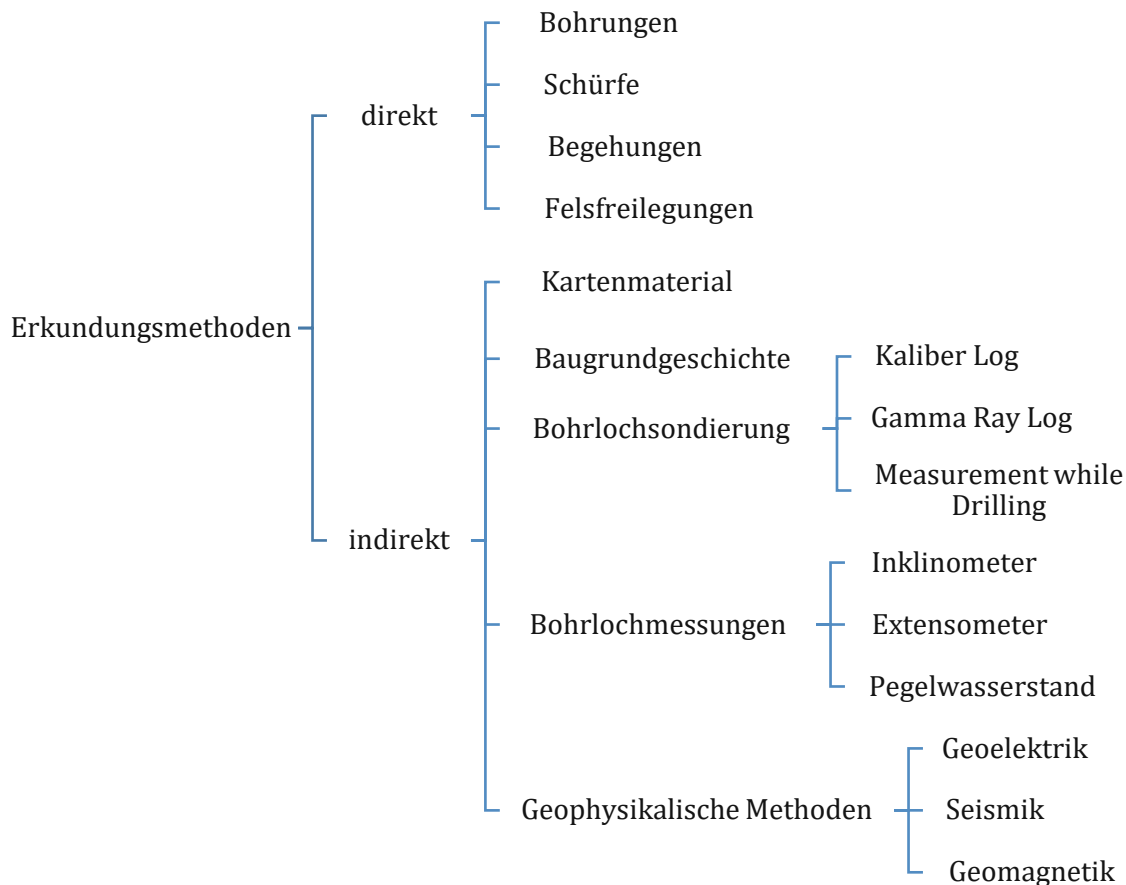 Erkundungsmethoden
direkt
Bohrungen
Schürfe
Begehungen
Felsfreilegungen
indirekt
Kartenmaterial
Baugrundgeschichte
Bohrlochsondierung
Kaliber Log
Gamma Ray Log
Measurement while
Drilling
Bohrlochmessungen
Inklinometer
Extensometer
Pegelwasserstand
Geophysikalische Methoden
Geoelektrik
Seismik
Geomagnetik